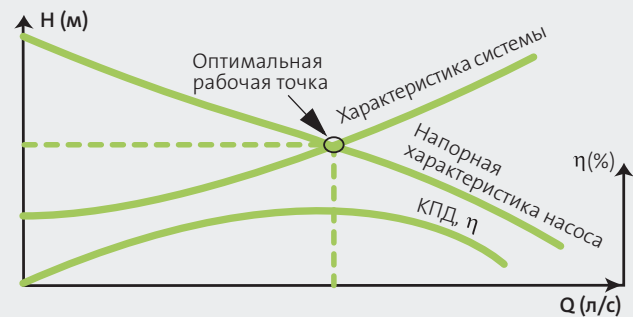 H (м)
Оптимальная
рабочая точка
Характеристика системы
Напорная
характеристика насоса
η(%)
КПД, η
Q (л/с)